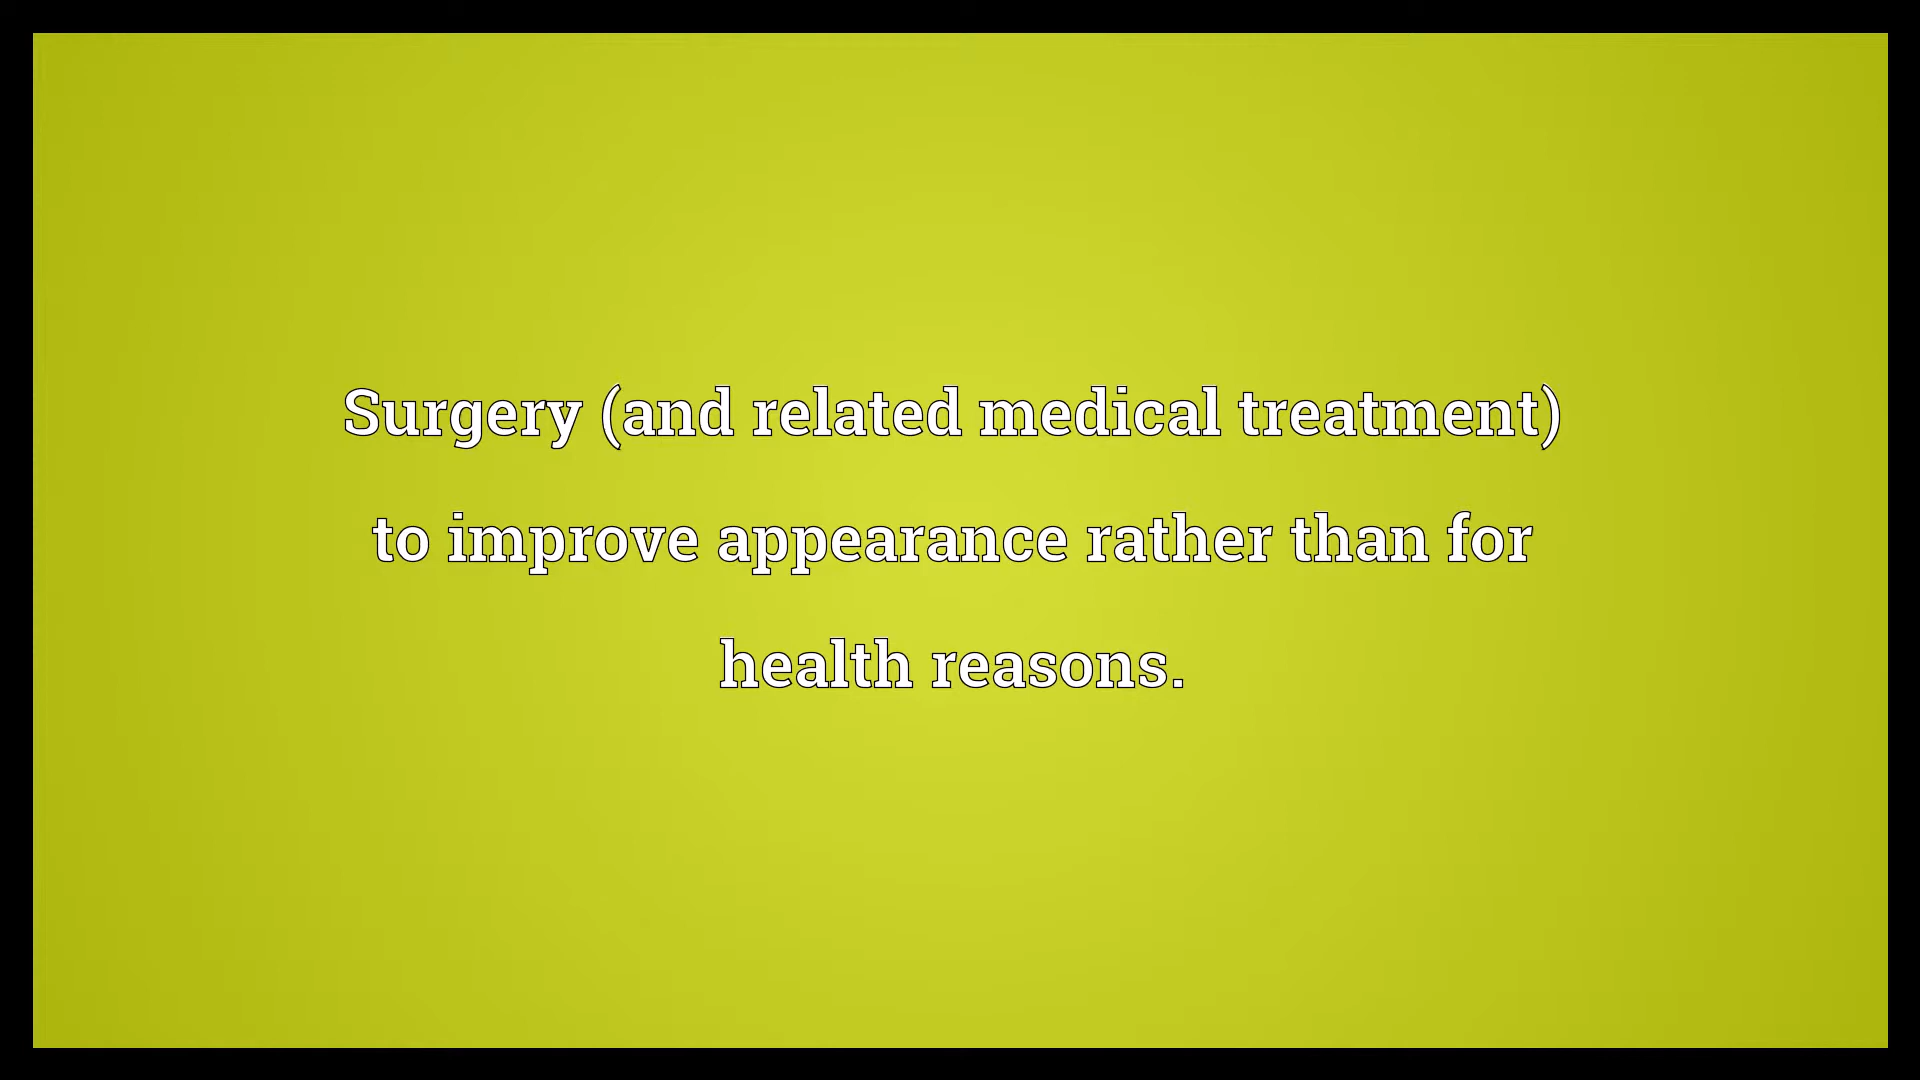 Surgery (and related medical treatment)
to improve appearance rather than for
health reasons.